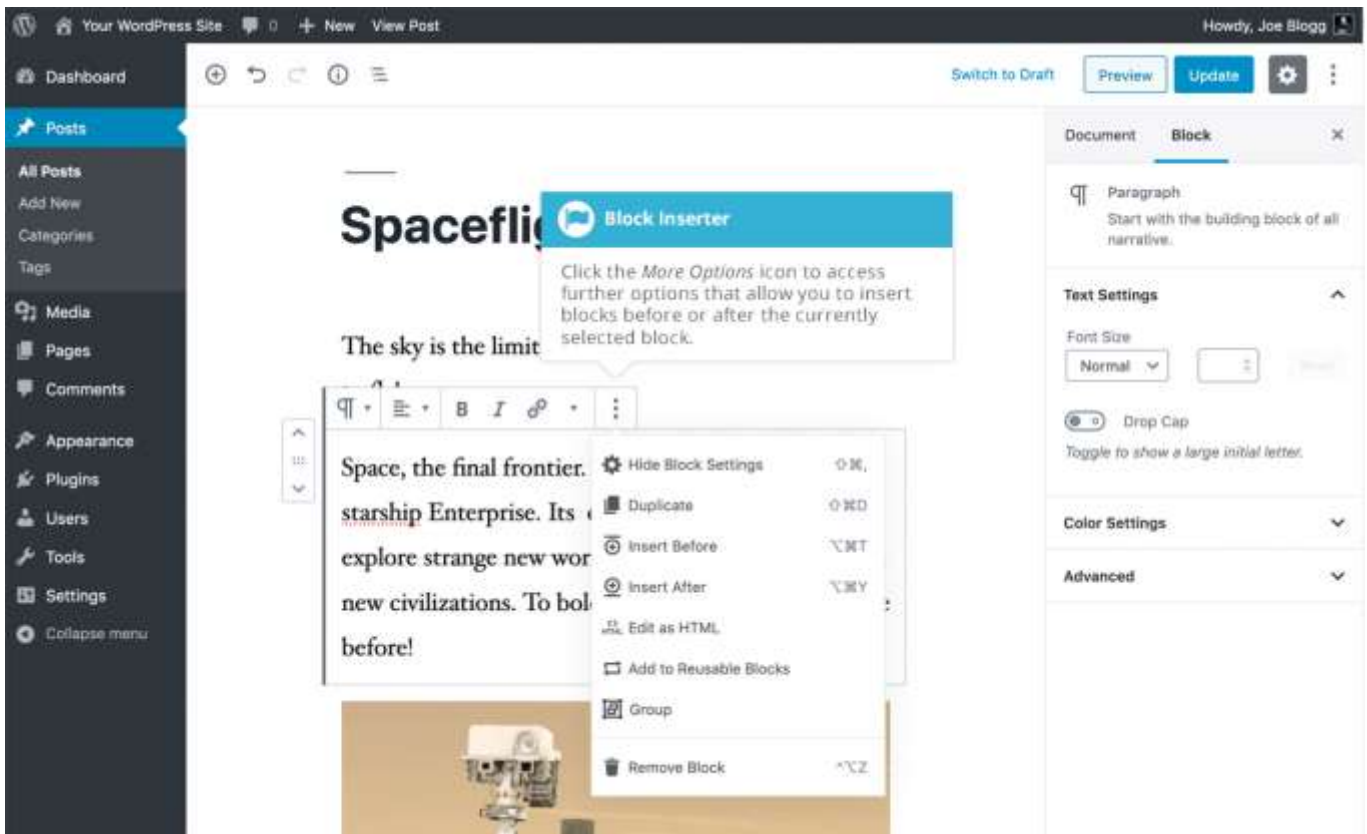 Your WordPress Site 0 + New View Post Howdy, Joe Blogg
Dashboard
Posts
All Posts
Add New
Categories
Tags
Media
Pages
Comments
Appearance
Plugins
Users
Tools
Settings
Collapse menu
Switch to Draft Preview Update
Spacefli
Block Inserter
Click the More Options icon to access
further options that allow you to insert
blocks before or after the currently
selected block.
The sky is the limit
B I
Space, the final frontier.
starship Enterprise. Its
explore strange new wor
new civilizations. To bol
before!
Hide Block Settings ⇧⌘,
Duplicate ⇧⌘D
Insert Before ⌥⌘T
Insert After ⌥⌘Y
Edit as HTML
Add to Reusable Blocks
Group
Remove Block ^⌥Z
Document Block
Paragraph
Start with the building block of all
narrative.
Text Settings
Font Size
Normal
Drop Cap
Toggle to show a large initial letter.
Color Settings
Advanced